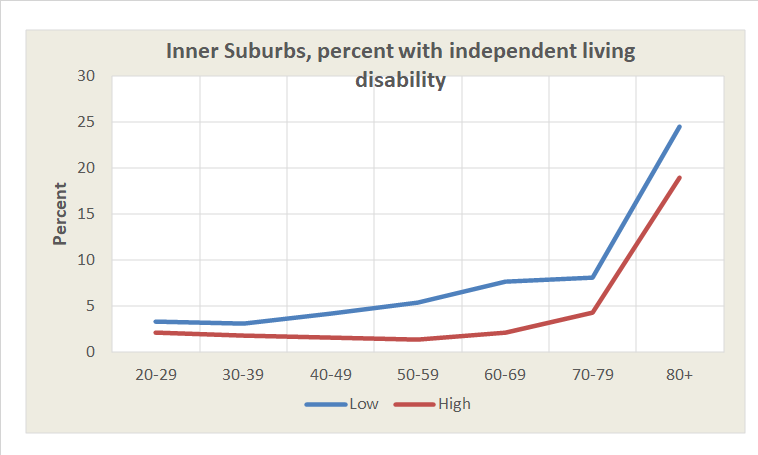 Inner Suburbs, percent with independent living
disability
30
25
20
15
10
5
0
Percent
20-29 30-39 40-49 50-59 60-69 70-79 80+
Low High